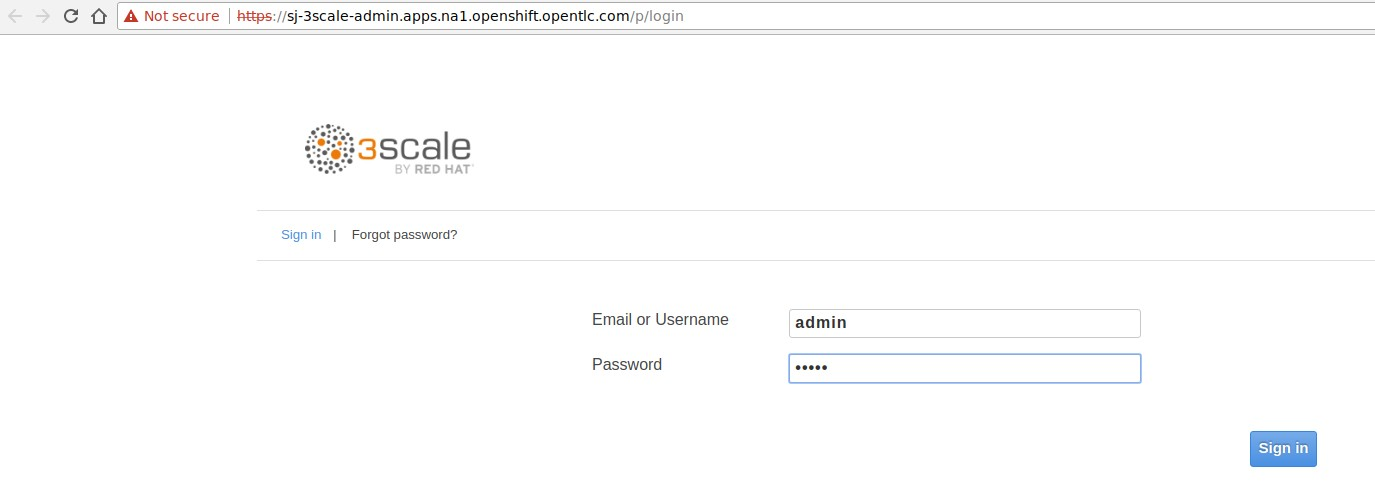 Not secure | https://sj-3scale-admin.apps.na1.openshift.opentlc.com/p/login
3scale
BY RED HAT
Sign in | Forgot password?
Email or Username admin
Password •••••
Sign in